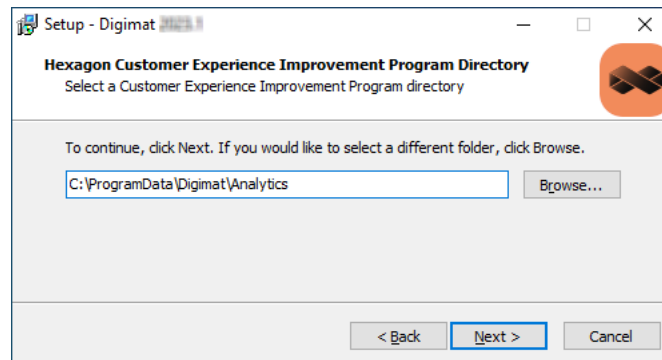 Setup - Digimat
Hexagon Customer Experience Improvement Program Directory
Select a Customer Experience Improvement Program directory
To continue, click Next. If you would like to select a different folder, click Browse.
C:\ProgramData\Digimat\Analytics
Browse...
< Back
Next >
Cancel